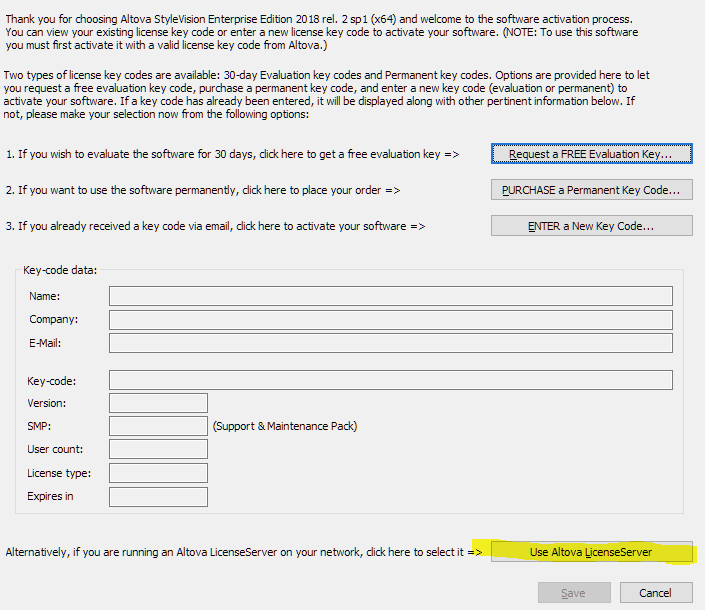 Thank you for choosing Altova StyleVision Enterprise Edition 2018 rel. 2 sp1 (x64) and welcome to the software activation process.
You can view your existing license key code or enter a new license key code to activate your software. (NOTE: To use this software
you must first activate it with a valid license key code from Altova.)
Two types of license key codes are available: 30-day Evaluation key codes and Permanent key codes. Options are provided here to let
you request a free evaluation key code, purchase a permanent key code, and enter a new key code (evaluation or permanent) to
activate your software. If a key code has already been entered, it will be displayed along with other pertinent information below. If
not, please make your selection now from the following options:
1. If you wish to evaluate the software for 30 days, click here to get a free evaluation key => Request a FREE Evaluation Key...
2. If you want to use the software permanently, click here to place your order => PURCHASE a Permanent Key Code...
3. If you already received a key code via email, click here to activate your software => ENTER a New Key Code...
Key-code data:
Name:
Company:
E-Mail:
Key-code:
Version:
SMP: (Support & Maintenance Pack)
User count:
License type:
Expires in
Alternatively, if you are running an Altova LicenseServer on your network, click here to select it => Use Altova LicenseServer
Save Cancel